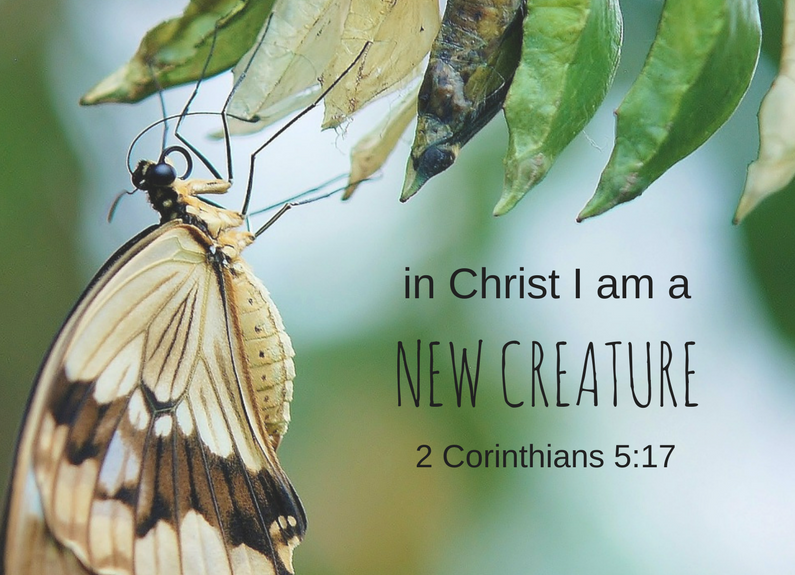 in Christ I am a
NEW CREATURE
2 Corinthians 5:17